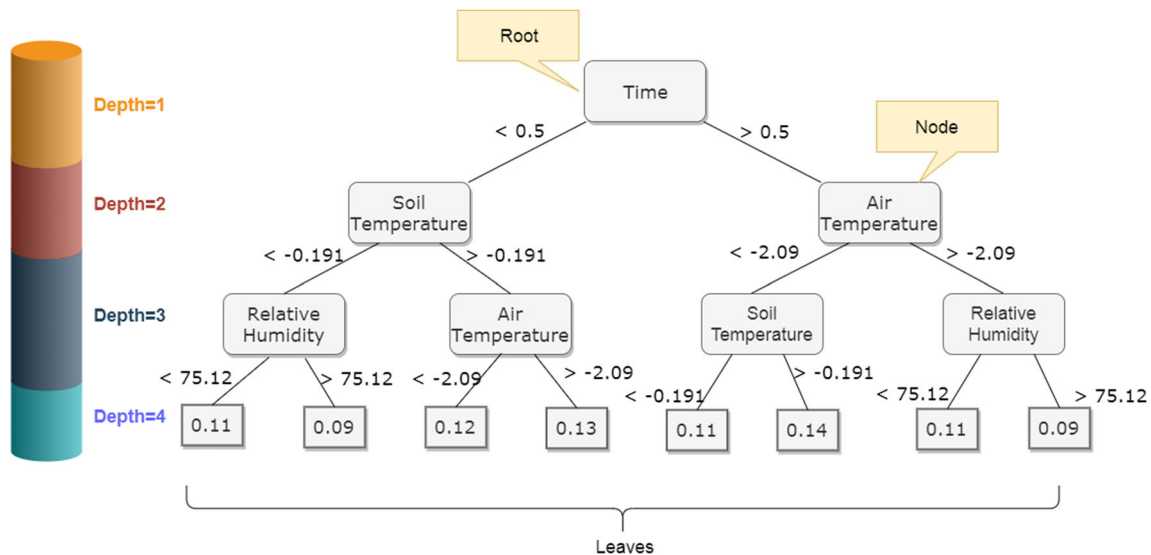 Root
Time
Depth=1
< 0.5
> 0.5
Node
Depth=2
Soil
Temperature
Air
Temperature
< -0.191
> -0.191
< -2.09
> -2.09
Depth=3
Relative
Humidity
Air
Temperature
Soil
Temperature
Relative
Humidity
< 75.12
> 75.12
< -2.09
> -2.09
< -0.191
> -0.191
< 75.12
> 75.12
Depth=4
0.11
0.09
0.12
0.13
0.11
0.14
0.11
0.09
Leaves